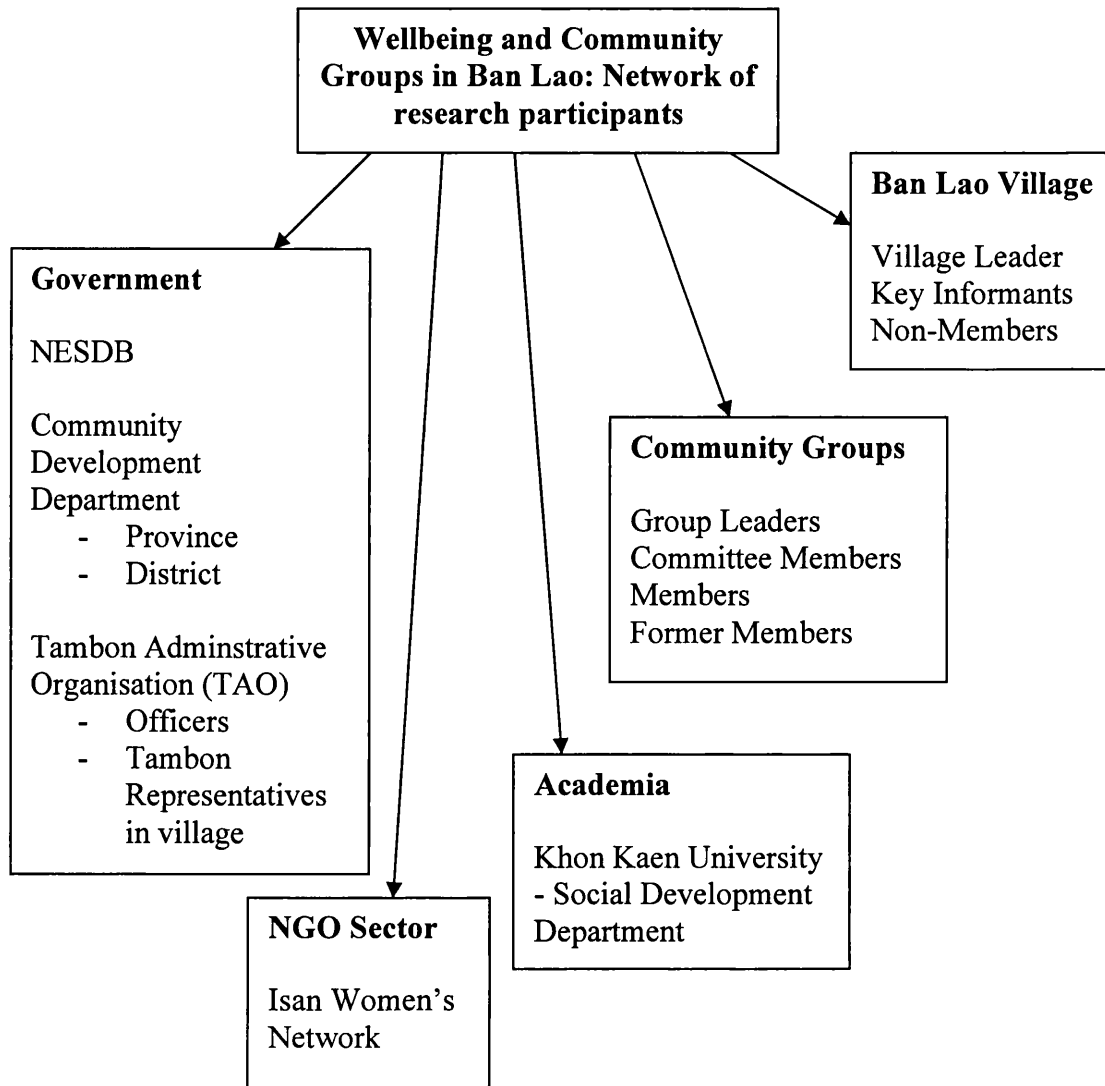 Wellbeing and Community
Groups in Ban Lao: Network of
research participants
Government
NESDB
Community
Development
Department
- Province
- District
Tambon Adminstrative
Organisation (TAO)
- Officers
- Tambon
Representatives
in village
NGO Sector
Isan Women’s
Network
Academia
Khon Kaen University
- Social Development
Department
Community Groups
Group Leaders
Committee Members
Members
Former Members
Ban Lao Village
Village Leader
Key Informants
Non-Members